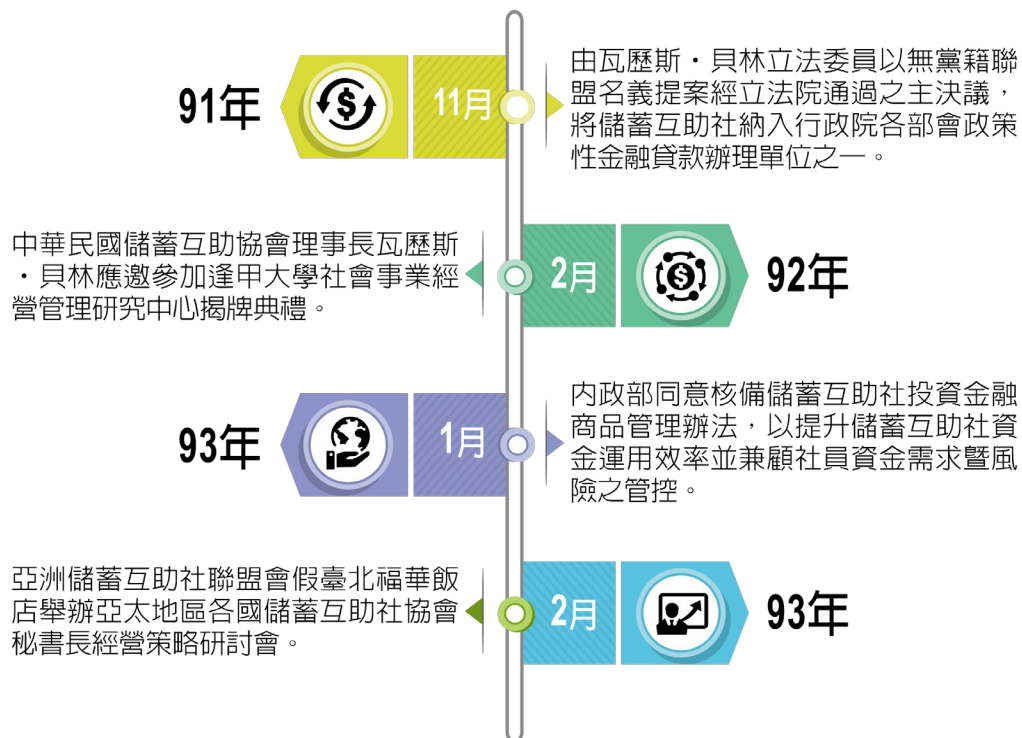 91年
11月
由瓦歷斯・貝林立法委員以無黨籍聯
盟名義提案經立法院通過之主決議，
將儲蓄互助社納入行政院各部會政策
性金融貸款辦理單位之一。
中華民國儲蓄互助協會理事長瓦歷斯
・貝林應邀參加逢甲大學社會事業經
營管理研究中心揭牌典禮。
2月
92年
93年
1月
內政部同意核備儲蓄互助社投資金融
商品管理辦法，以提升儲蓄互助社資
金運用效率並兼顧社員資金需求暨風
險之管控。
亞洲儲蓄互助社聯盟會假臺北福華飯
店舉辦亞太地區各國儲蓄互助社協會
秘書長經營策略研討會。
2月
93年